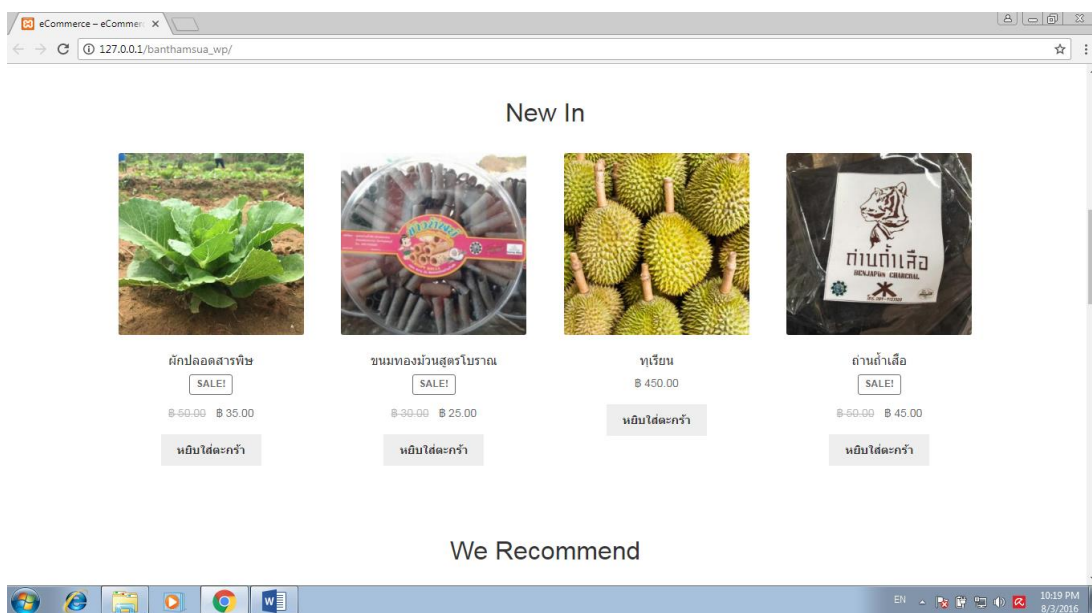 eCommerce – eCommer
127.0.0.1/banthamsua_wp/
New In
ถ่านถ้ำเสือ
ผักปลอดสารพิษ
ขนมทองม้วนสูตรโบราณ
ทุเรียน
ถ่านถ้ำเสือ
SALE!
SALE!
฿ 450.00
SALE!
฿ 50.00 ฿ 35.00
฿ 30.00 ฿ 25.00
หยิบใส่ตะกร้า
฿ 50.00 ฿ 45.00
หยิบใส่ตะกร้า
หยิบใส่ตะกร้า
หยิบใส่ตะกร้า
We Recommend
EN
10:19 PM
8/3/2016